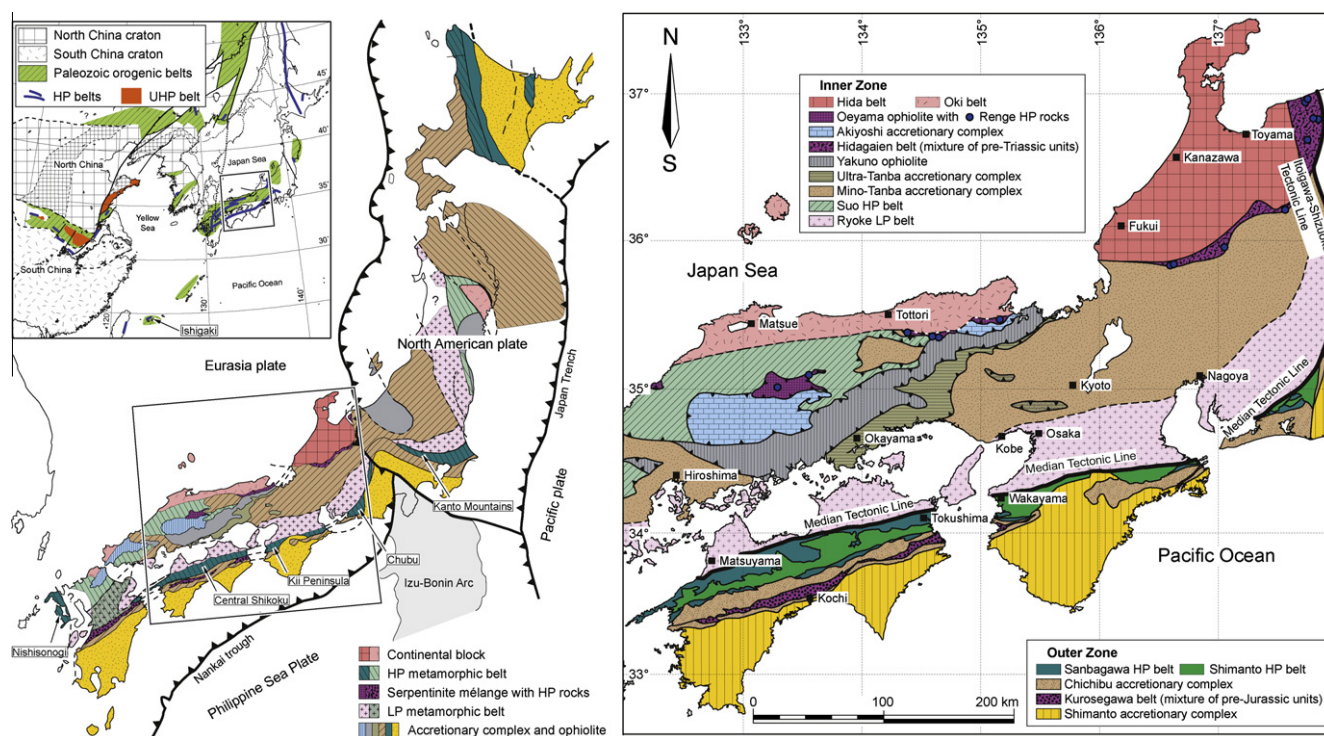 North China craton
South China craton
Paleozoic orogenic belts
HP belts
UHP belt
45
40
35
30
North China
Japan Sea
Yellow
Sea
South China
Pacific Ocean
+120
130
140
Ishigaki
Eurasia plate
?
North American plate
Japan Trench
Pacific plate
Kanto Mountains
Chubu
Izu-Bonin Arc
Kii Peninsula
Central Shikoku
Nishisonogi
Nankai trough
Philippine Sea Plate
Continental block
HP metamorphic belt
Serpentinite mélange with HP rocks
LP metamorphic belt
Accretionary complex and ophiolite
133
134
135
136
137
N
S
Inner Zone
Hida belt
Oki belt
Oeyama ophiolite with
Renge HP rocks
Akiyoshi accretionary complex
Hidagaien belt (mixture of pre-Triassic units)
Yakuno ophiolite
Ultra-Tanba accretionary complex
Mino-Tanba accretionary complex
Suo HP belt
Ryoke LP belt
37°
36°
35°
34°
33°
Toyama
Kanazawa
Fukui
Itoigawa-Shizuoka
Tectonic Line
Japan Sea
Matsue
Tottori
Kyoto
Nagoya
Median Tectonic Line
Okayama
Kobe
Osaka
Hiroshima
Median Tectonic Line
Wakayama
Median Tectonic Line
Tokushima
Matsuyama
Kochi
Pacific Ocean
0
100
200 km
Outer Zone
Sanbagawa HP belt
Shimanto HP belt
Chichibu accretionary complex
Kurosegawa belt (mixture of pre-Jurassic units)
Shimanto accretionary complex